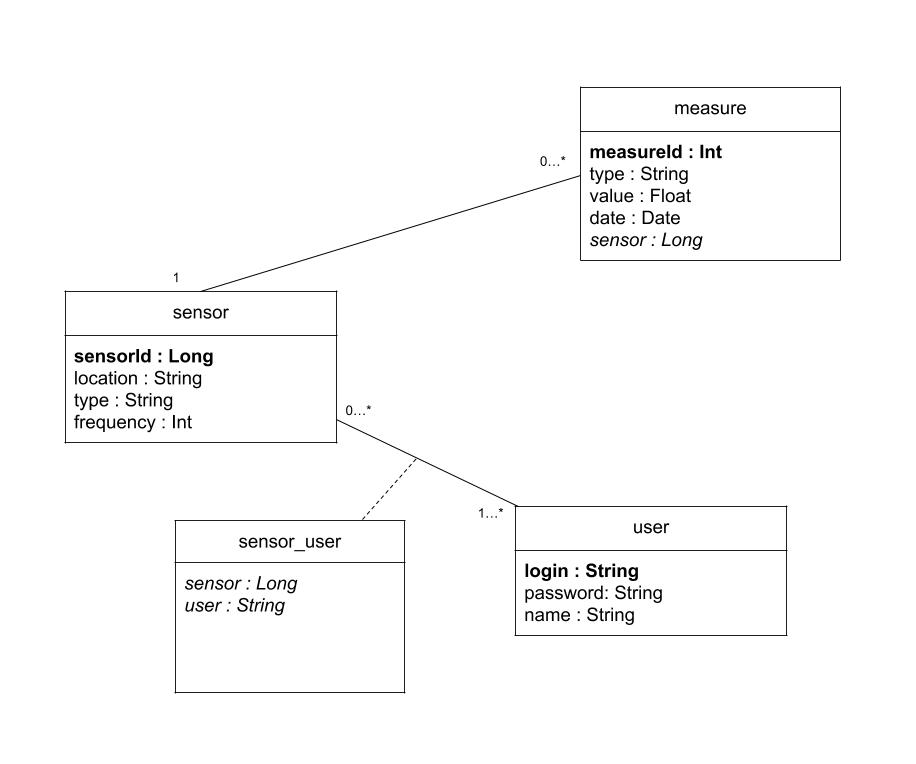 measure
measureId : Int
type : String
value : Float
date : Date
sensor : Long
0...*
1
sensor
sensorId : Long
location : String
type : String
frequency : Int
0...*
1...*
sensor_user
sensor : Long
user : String
user
login : String
password: String
name : String